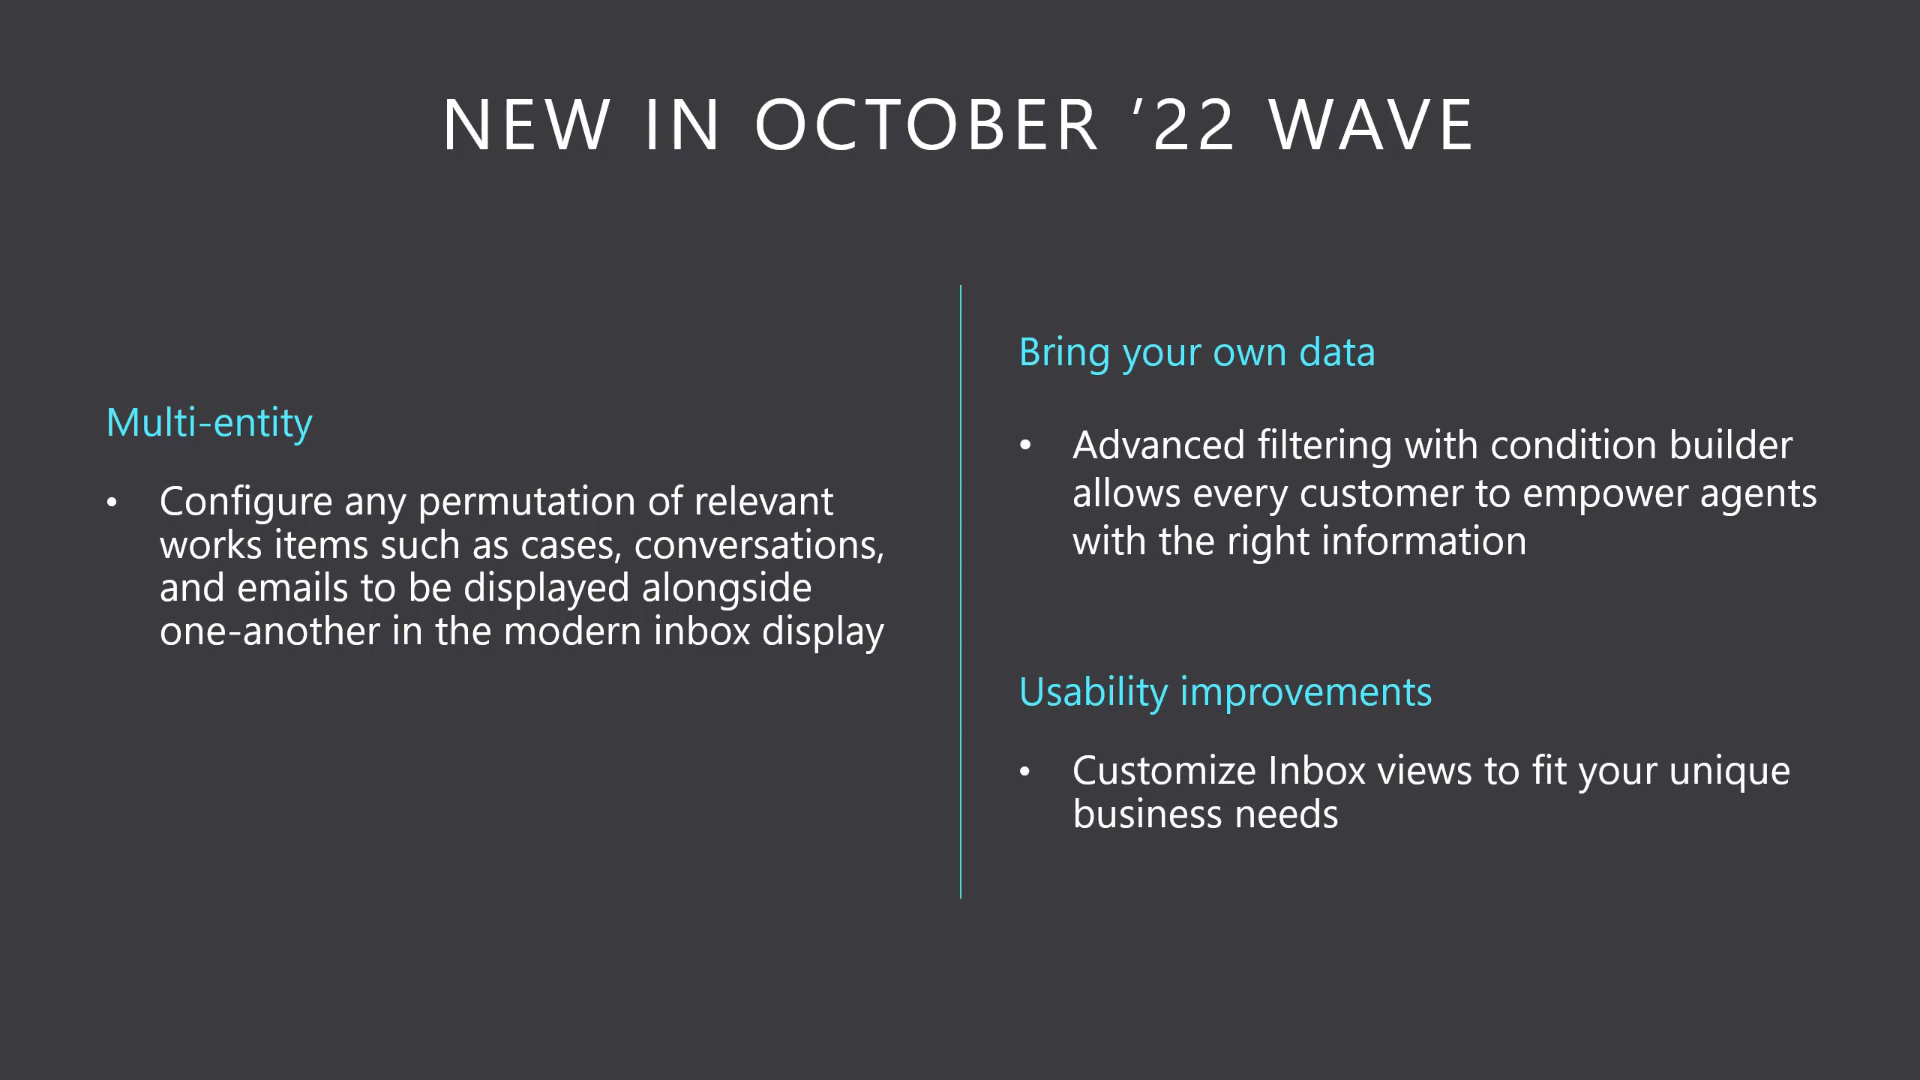 NEW IN OCTOBER ’22 WAVE
Multi-entity
• Configure any permutation of relevant
works items such as cases, conversations,
and emails to be displayed alongside
one-another in the modern inbox display
Bring your own data
• Advanced filtering with condition builder
allows every customer to empower agents
with the right information
Usability improvements
• Customize Inbox views to fit your unique
business needs